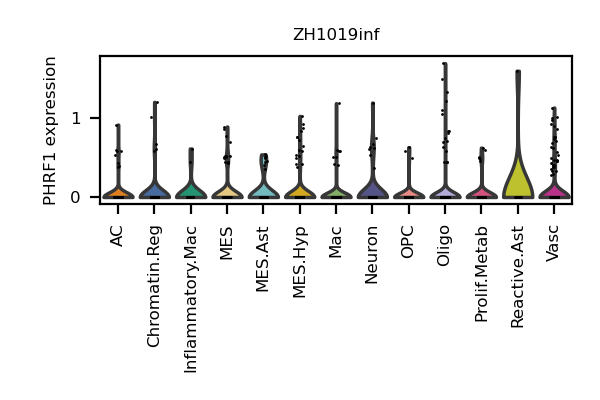 ZH1019inf
PHRF1 expression
1
0
AC
Chromatin.Reg
Inflammatory.Mac
MES
MES.Ast
MES.Hyp
Mac
Neuron
OPC
Oligo
Prolif.Metab
Reactive.Ast
Vasc